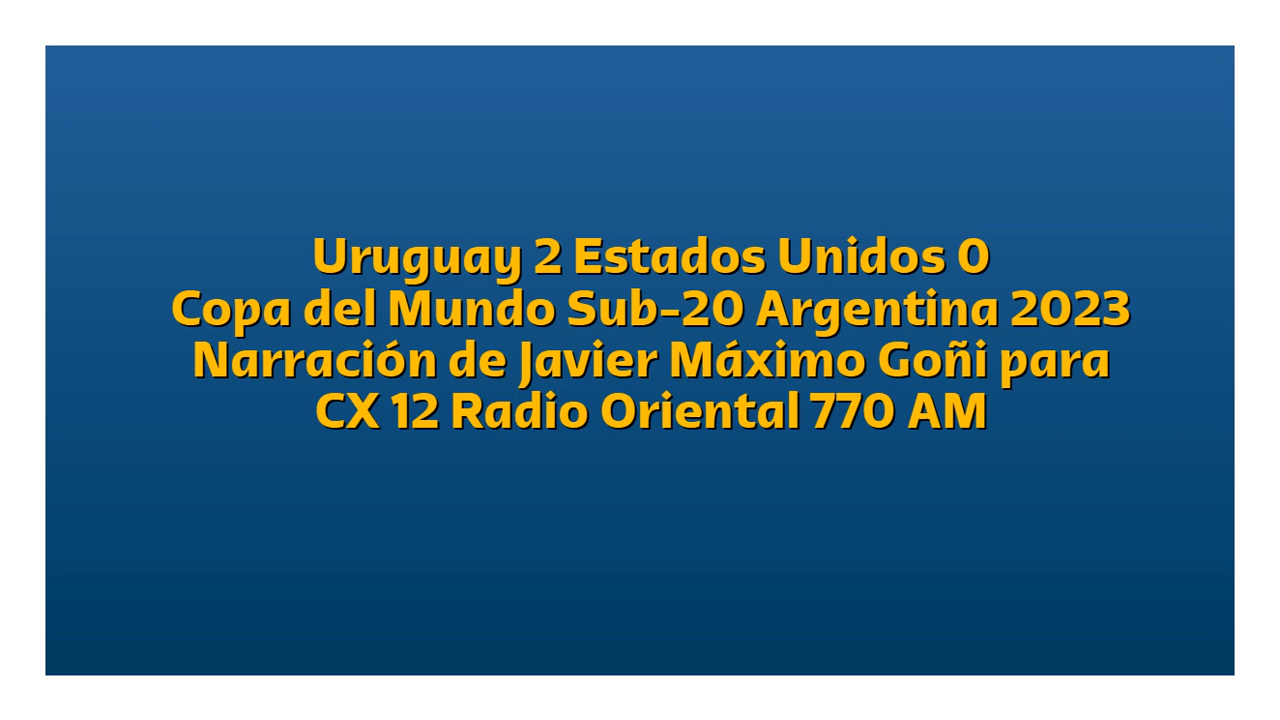 Uruguay 2 Estados Unidos 0
Copa del Mundo Sub-20 Argentina 2023
Narración de Javier Máximo Goñi para
CX 12 Radio Oriental 770 AM